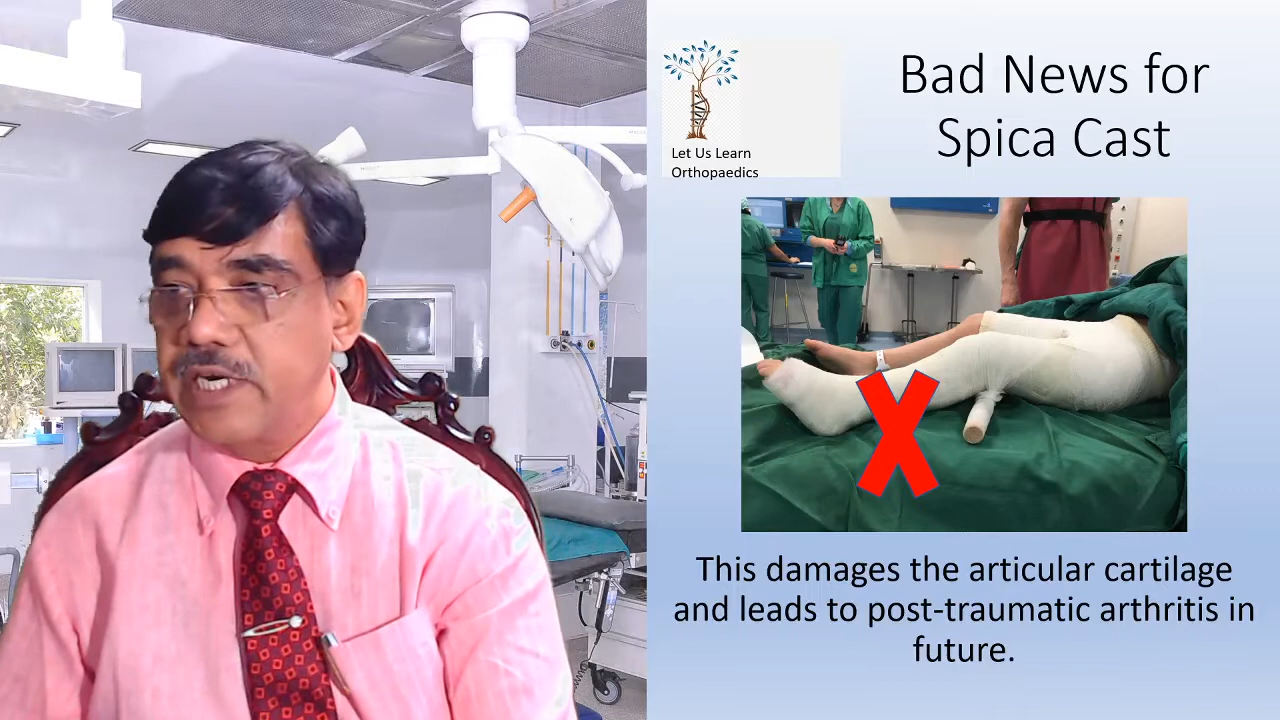 Let Us Learn
Orthopaedics
Bad News for
Spica Cast
This damages the articular cartilage
and leads to post-traumatic arthritis in
future.